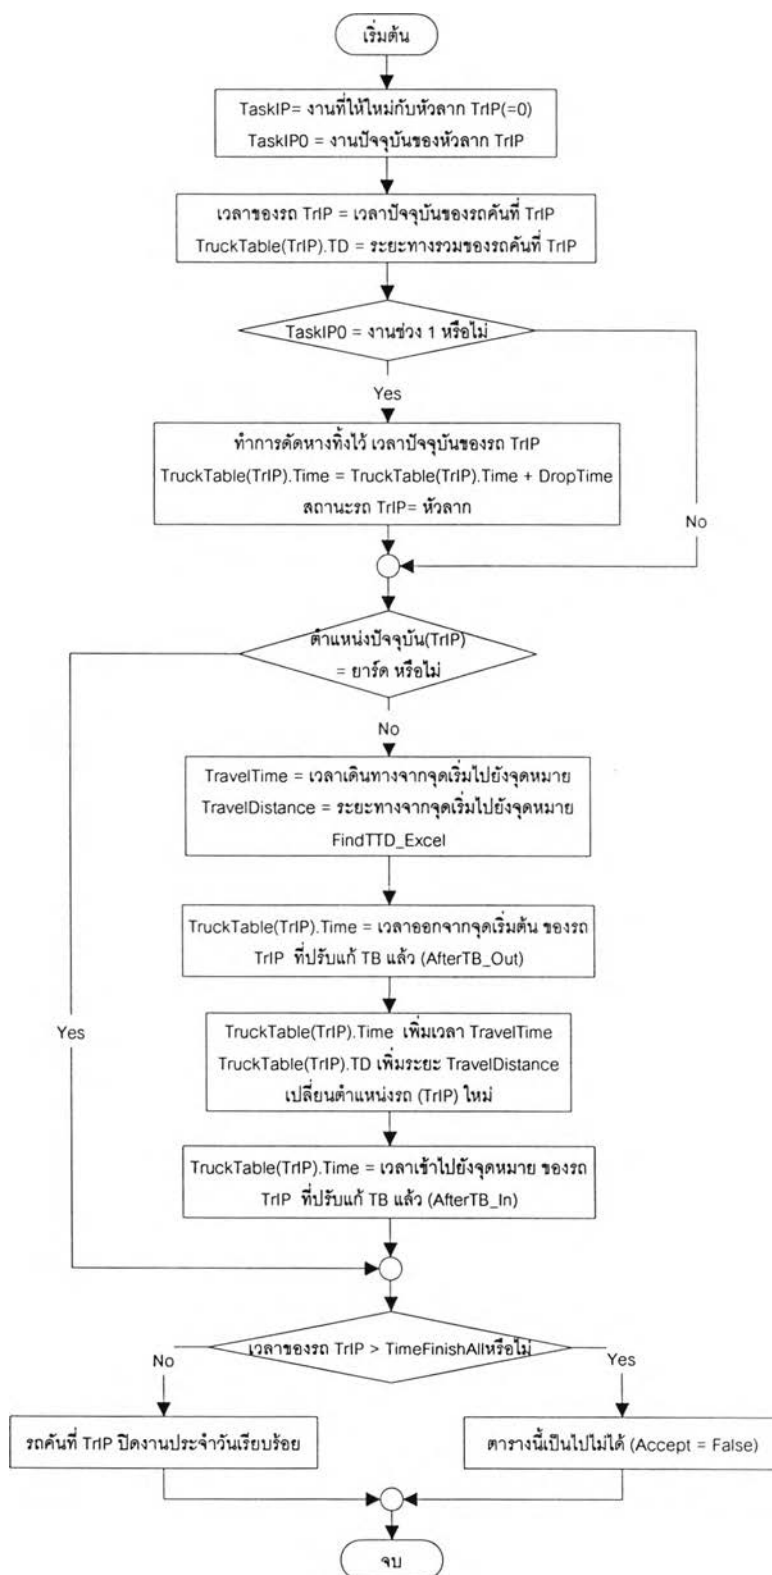 เริ่มต้น
TaskIP= งานที่ให้ใหม่กับหัวลาก TrIP(=0)
TaskIP0 = งานปัจจุบันของหัวลาก TrIP
เวลาของรถ TrIP = เวลาปัจจุบันของรถคันที่ TrIP
TruckTable(TrIP).TD = ระยะทางรวมของรถคันที่ TrIP
TaskIP0 = งานช่วง 1 หรือไม่
Yes
ทำการตัดหางทิ้งไว้ เวลาปัจจุบันของรถ TrIP
TruckTable(TrIP).Time = TruckTable(TrIP).Time + DropTime
สถานะรถ TrIP= หัวลาก
No
ตำแหน่งปัจจุบัน(TrIP)
= ยาร์ด หรือไม่
No
TravelTime = เวลาเดินทางจากจุดเริ่มไปยังจุดหมาย
TravelDistance = ระยะทางจากจุดเริ่มไปยังจุดหมาย
FindTTD_Excel
TruckTable(TrIP).Time = เวลาออกจากจุดเริ่มต้น ของรถ
TrIP ที่ปรับแก้ TB แล้ว (AfterTB_Out)
Yes
TruckTable(TrIP).Time เพิ่มเวลา TravelTime
TruckTable(TrIP).TD เพิ่มระยะ TravelDistance
เปลี่ยนตำแหน่งรถ (TrIP) ใหม่
TruckTable(TrIP).Time = เวลาเข้าไปยังจุดหมาย ของรถ
TrIP ที่ปรับแก้ TB แล้ว (AfterTB_In)
เวลาของรถ TrIP > TimeFinishAllหรือไม่
No
Yes
รถคันที่ TrIP ปิดงานประจำวันเรียบร้อย
ตารางนี้เป็นไปไม่ได้ (Accept = False)
จบ